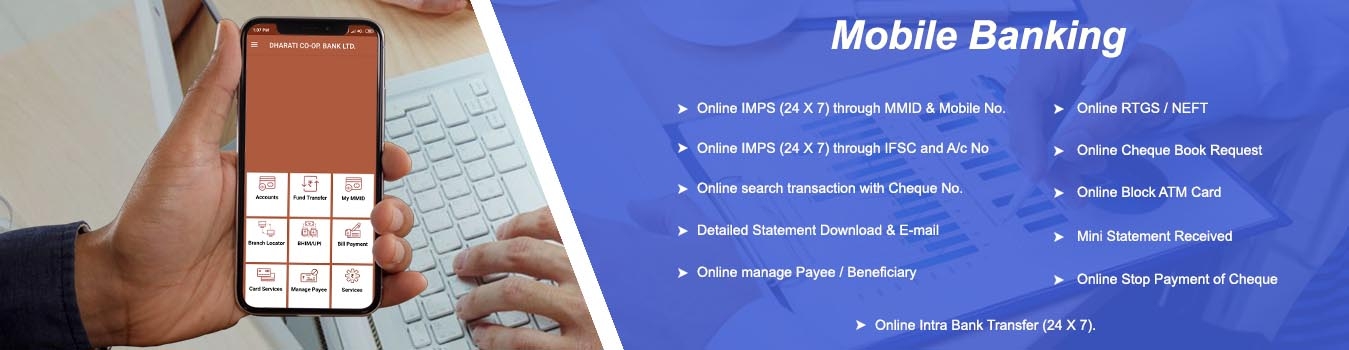 1:07 PM
4G
DHARATI CO-OP. BANK LTD.
Accounts
Fund Transfer
My MMID
Branch Locator
BHIM/UPI
Bill Payment
Card Services
Manage Payee
Services
Mobile Banking
➤ Online IMPS (24 X 7) through MMID & Mobile No.
➤ Online IMPS (24 X 7) through IFSC and A/c No
➤ Online search transaction with Cheque No.
➤ Detailed Statement Download & E-mail
➤ Online manage Payee / Beneficiary
➤ Online RTGS / NEFT
➤ Online Cheque Book Request
➤ Online Block ATM Card
➤ Mini Statement Received
➤ Online Stop Payment of Cheque
➤ Online Intra Bank Transfer (24 X 7).